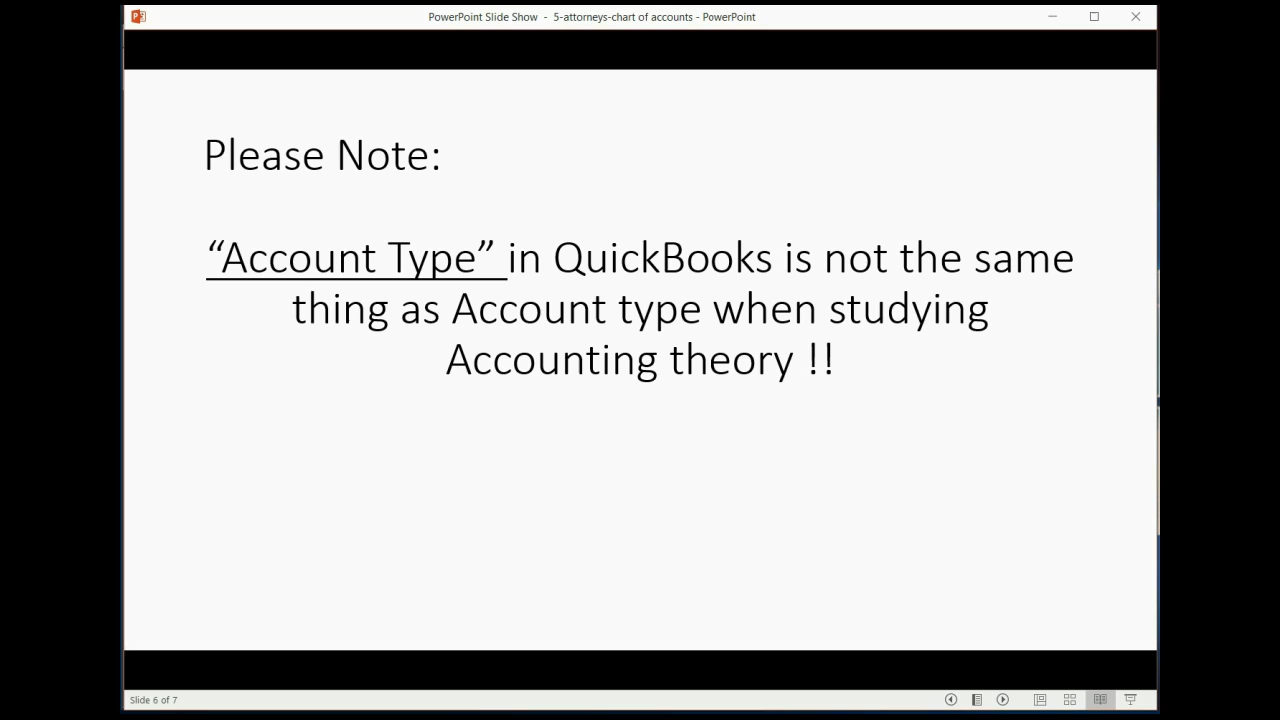 PowerPoint Slide Show - 5-attorneys-chart of accounts - PowerPoint
Please Note:
“Account Type” in QuickBooks is not the same
thing as Account type when studying
Accounting theory !!
Slide 6 of 7